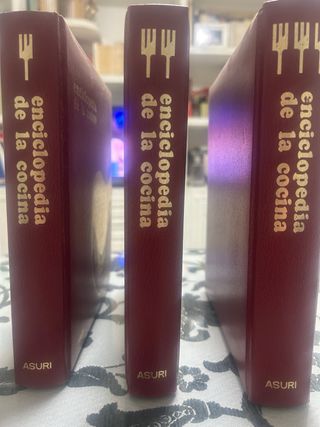 enciclopedia
de la cocina
ASURI
enciclopedia
de la cocina
ASURI
enciclopedia
de la cocina
ASURI